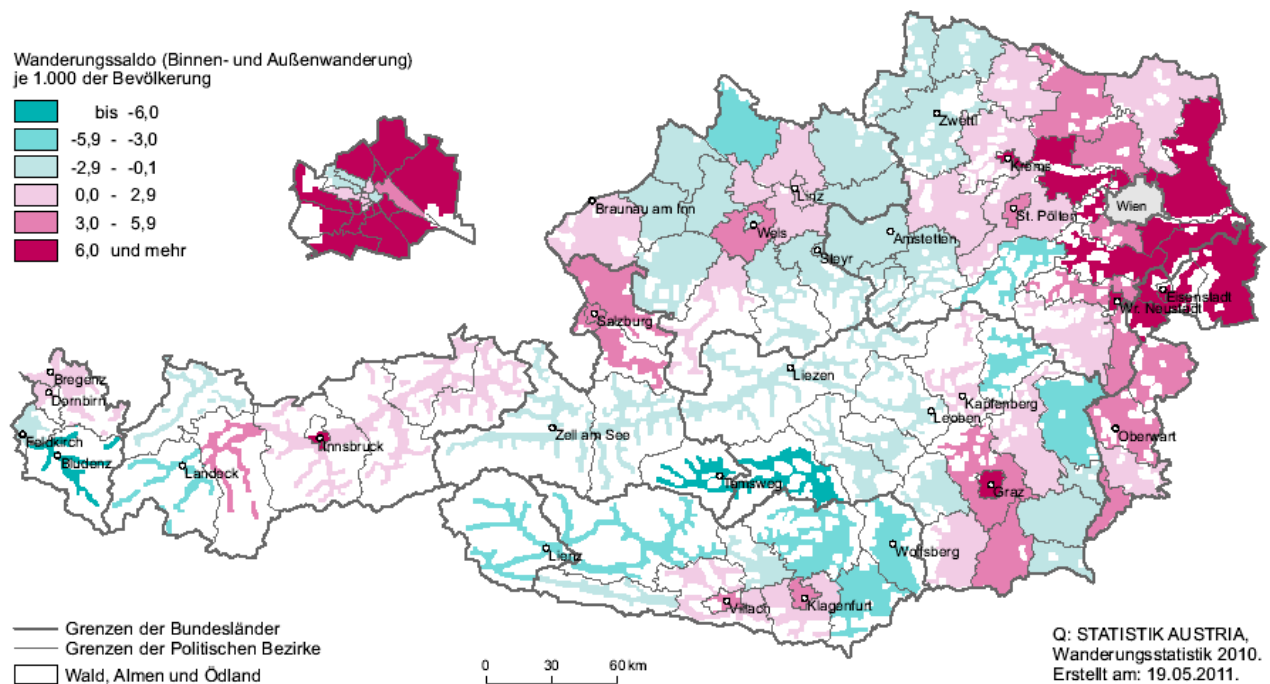 Wanderungssaldo (Binnen- und Außenwanderung)
je 1.000 der Bevölkerung
bis -6,0
-5,9 - -3,0
-2,9 - -0,1
0,0 - 2,9
3,0 - 5,9
6,0 und mehr
Zwettl
Krems
Linz
Wien
Braunau am Inn
St. Pölten
Wels
Amstetten
Steyr
Eisenstadt
Wr. Neustadt
Salzburg
Bregenz
Dornbirn
Liezen
Kapfenberg
Leoben
Feldkirch
Bludenz
Landeck
Innsbruck
Zell am See
Oberwart
Tamsweg
Graz
Lienz
Wolfsberg
Villach
Klagenfurt
Grenzen der Bundesländer
Grenzen der Politischen Bezirke
Wald, Almen und Ödland
0 30 60 km
Q: STATISTIK AUSTRIA,
Wanderungsstatistik 2010.
Erstellt am: 19.05.2011.